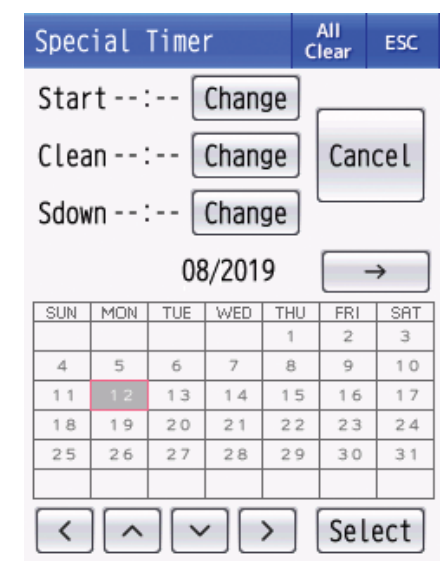 Special Timer All Clear ESC
Start --:-- Change
Clean --:-- Change Cancel
Sdown --:-- Change
08/2019 →
SUN MON TUE WED THU FRI SAT
1 2 3
4 5 6 7 8 9 10
11 12 13 14 15 16 17
18 19 20 21 22 23 24
25 26 27 28 29 30 31
< ^ ⌄ > Select